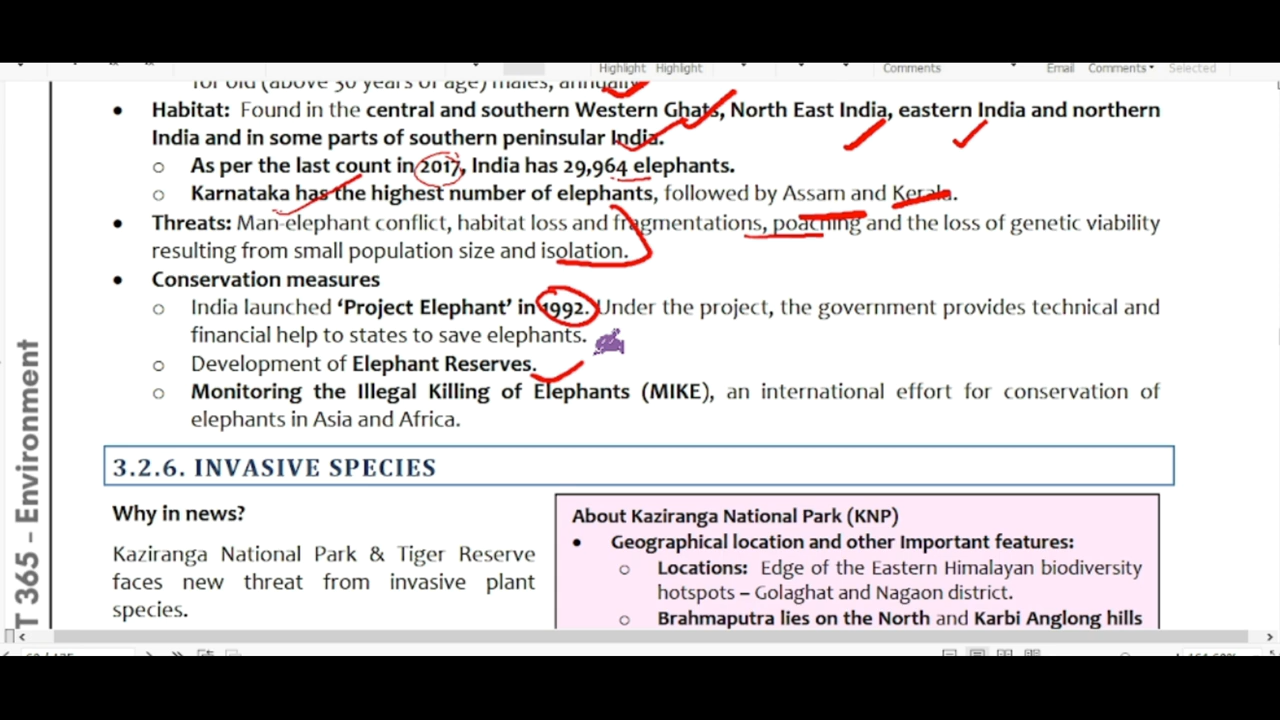 Highlight Highlight Comments Email Comments Selected
for old (above 30 years of age) males, annually.
• Habitat: Found in the central and southern Western Ghats, North East India, eastern India and northern
India and in some parts of southern peninsular India.
o As per the last count in 2017, India has 29,964 elephants.
o Karnataka has the highest number of elephants, followed by Assam and Kerala.
• Threats: Man-elephant conflict, habitat loss and fragmentations, poaching and the loss of genetic viability
resulting from small population size and isolation.
• Conservation measures
o India launched ‘Project Elephant’ in 1992. Under the project, the government provides technical and
financial help to states to save elephants.
o Development of Elephant Reserves.
o Monitoring the Illegal Killing of Elephants (MIKE), an international effort for conservation of
elephants in Asia and Africa.
3.2.6. INVASIVE SPECIES
Why in news?
Kaziranga National Park & Tiger Reserve
faces new threat from invasive plant
species.
About Kaziranga National Park (KNP)
• Geographical location and other Important features:
o Locations: Edge of the Eastern Himalayan biodiversity
hotspots – Golaghat and Nagaon district.
o Brahmaputra lies on the North and Karbi Anglong hills
T 365 - Environment